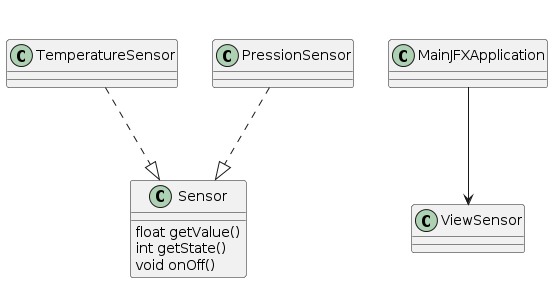 C TemperatureSensor
C PressionSensor
C MainJFXApplication
C Sensor
float getValue()
int getState()
void onOff()
C ViewSensor